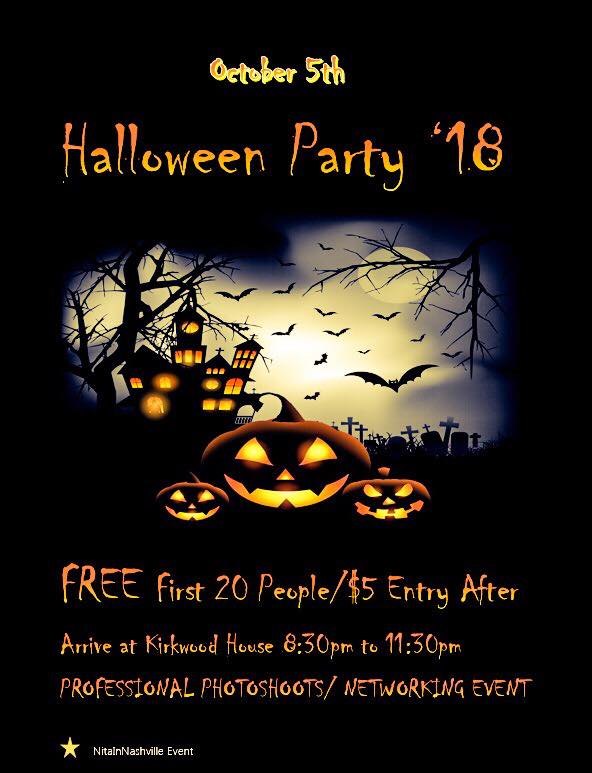 October 5th
Halloween Party '18
FREE First 20 People/$5 Entry After
Arrive at Kirkwood House 8:30pm to 11:30pm
PROFESSIONAL PHOTOSHOOTS/ NETWORKING EVENT
NitaInNashville Event